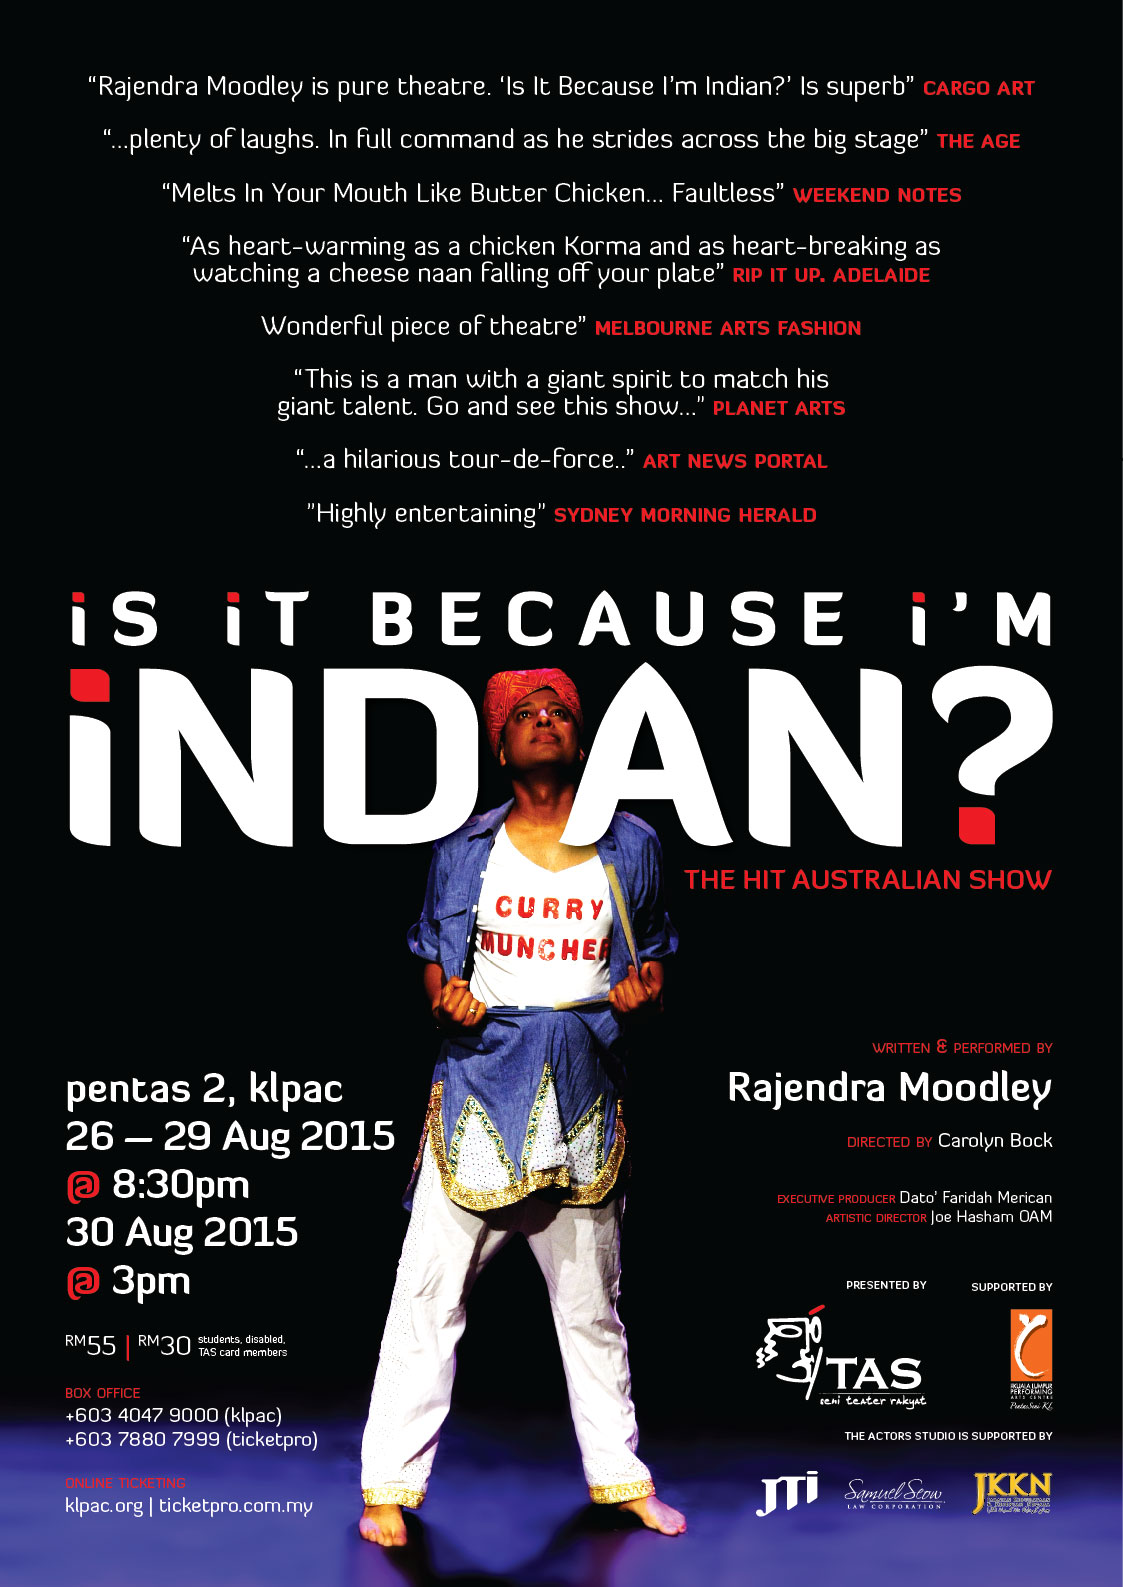 “Rajendra Moodley is pure theatre. ‘Is It Because I’m Indian?’ Is superb” CARGO ART
“...plenty of laughs. In full command as he strides across the big stage” THE AGE
“Melts In Your Mouth Like Butter Chicken... Faultless” WEEKEND NOTES
“As heart-warming as a chicken Korma and as heart-breaking as
watching a cheese naan falling off your plate” RIP IT UP. ADELAIDE
Wonderful piece of theatre” MELBOURNE ARTS FASHION
“This is a man with a giant spirit to match his
giant talent. Go and see this show...” PLANET ARTS
“...a hilarious tour-de-force..” ART NEWS PORTAL
”Highly entertaining” SYDNEY MORNING HERALD
iS iT BECAUSE i’M
iNDIAN?
THE HIT AUSTRALIAN SHOW
CURRY
MUNCHER
WRITTEN & PERFORMED BY
Rajendra Moodley
DIRECTED BY Carolyn Bock
EXECUTIVE PRODUCER Dato’ Faridah Merican
ARTISTIC DIRECTOR Joe Hasham OAM
pentas 2, klpac
26 – 29 Aug 2015
@ 8:30pm
30 Aug 2015
@ 3pm
RM55 | RM30 students, disabled,
TAS card members
BOX OFFICE
+603 4047 9000 (klpac)
+603 7880 7999 (ticketpro)
ONLINE TICKETING
klpac.org | ticketpro.com.my
PRESENTED BY
TAS
seni teater rakyat
SUPPORTED BY
KUALA LUMPUR
PERFORMING
ARTS CENTRE
PentasSeni KL
THE ACTORS STUDIO IS SUPPORTED BY
JTi
Samuel Seow
LAW CORPORATION
JKKN